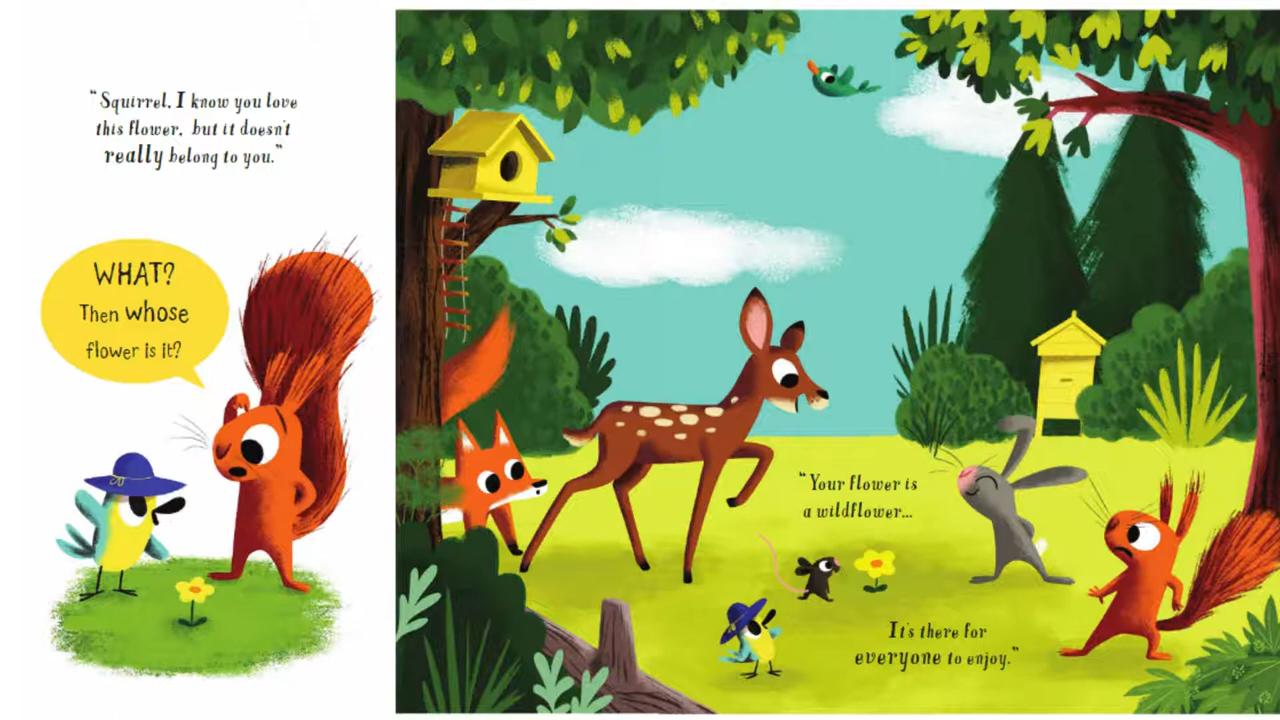 “Squirrel, I know you love
this flower, but it doesn't
really belong to you.”
WHAT?
Then whose
flower is it?
“Your flower is
a wildflower...
It's there for
everyone to enjoy.”